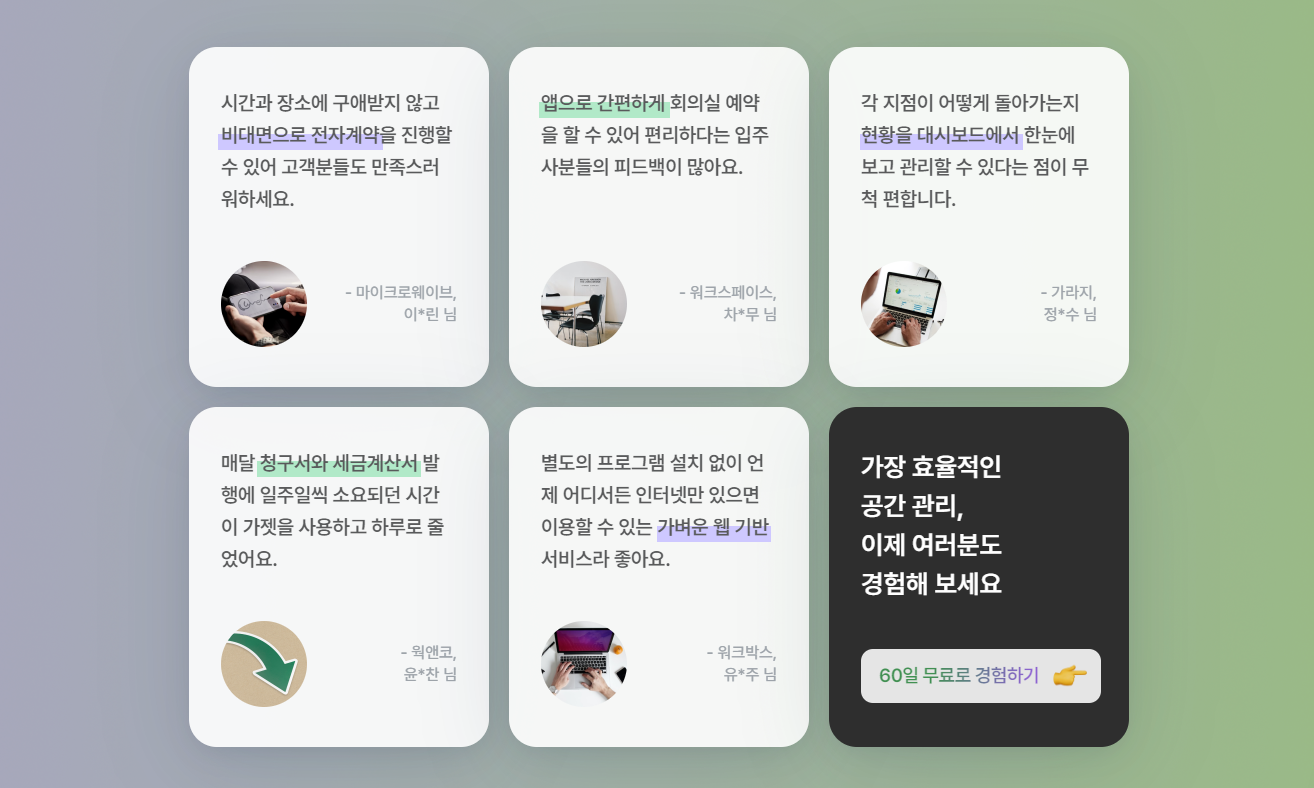 시간과 장소에 구애받지 않고
비대면으로 전자계약을 진행할
수 있어 고객분들도 만족스러
워하세요.
- 마이크로웨이브,
이*린 님
앱으로 간편하게 회의실 예약
을 할 수 있어 편리하다는 입주
사분들의 피드백이 많아요.
- 워크스페이스,
차*무 님
각 지점이 어떻게 돌아가는지
현황을 대시보드에서 한눈에
보고 관리할 수 있다는 점이 무
척 편합니다.
- 가라지,
정*수 님
매달 청구서와 세금계산서 발
행에 일주일씩 소요되던 시간
이 가젯을 사용하고 하루로 줄
었어요.
- 웍앤코,
윤*찬 님
별도의 프로그램 설치 없이 언
제 어디서든 인터넷만 있으면
이용할 수 있는 가벼운 웹 기반
서비스라 좋아요.
- 워크박스,
유*주 님
가장 효율적인
공간 관리,
이제 여러분도
경험해 보세요
60일 무료로 경험하기